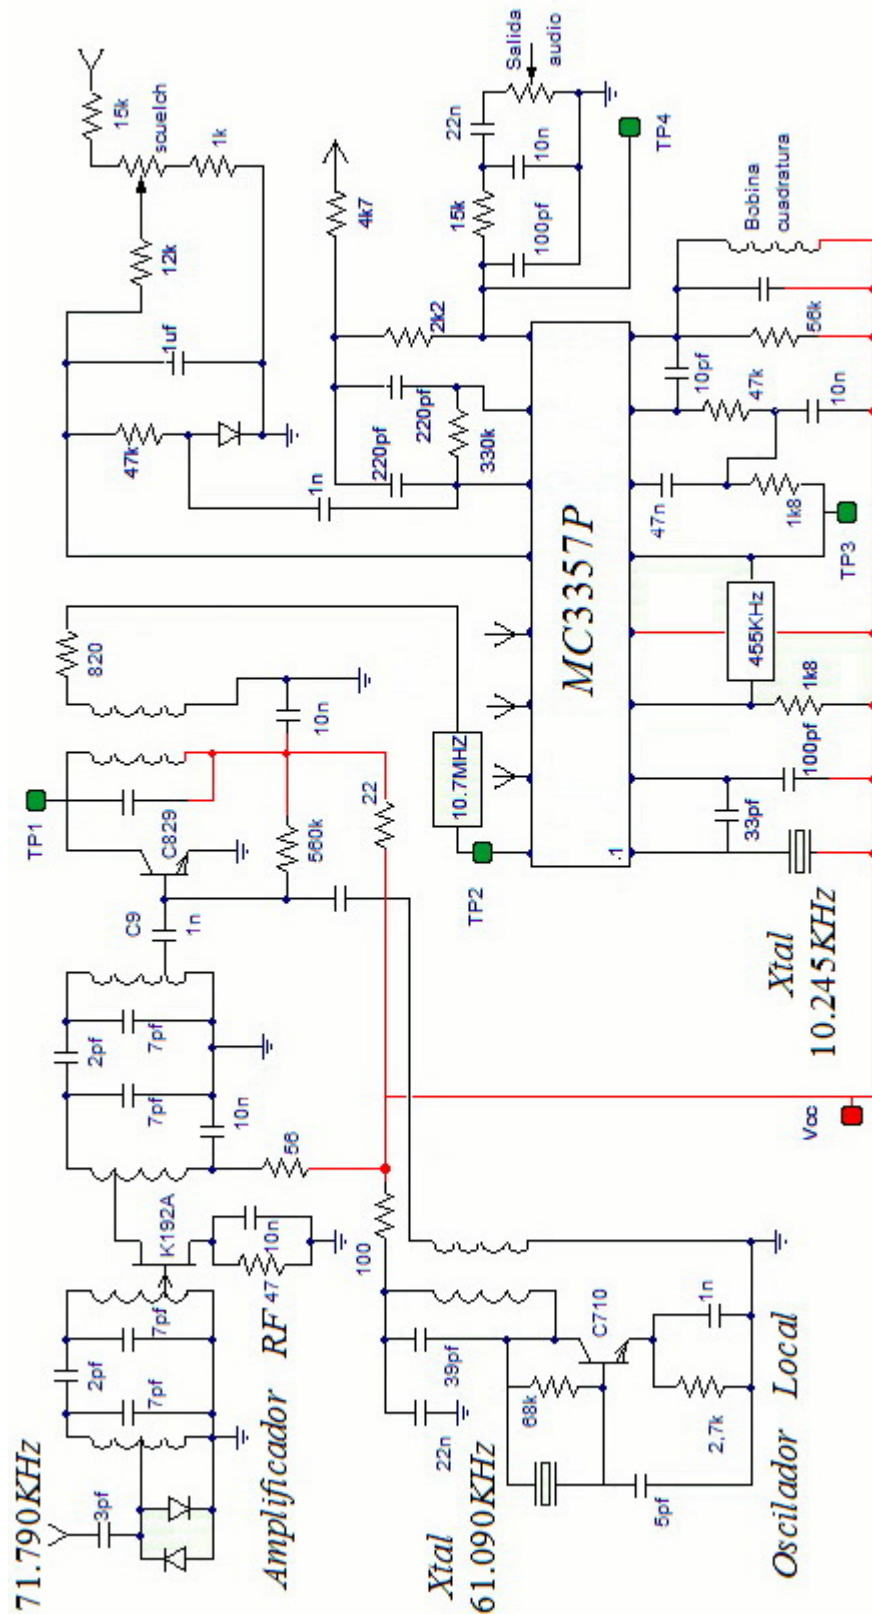 TP1
15k
820
scuelch
71.790KHz
3pf
2pf
2pf
C9
47k
7pf
7pf
K192A
7pf
7pf
1n
C829
1uf
12k
1k
10n
Amplificador RF
47
10n
56
560k
10n
1n
100
22
220pf
4k7
220pf
2k2
Xtal
61.090KHz
22n
39pf
TP2
10.7MHZ
330k
15k
22n
Salida
audio
68k
C710
100pf
10n
5pf
2,7k
1n
.1
MC3357P
TP4
Oscilador Local
Xtal
10.245KHz
33pf
47n
10pf
Bobina
cuadratura
455KHz
47k
100pf
1k8
1k8
56k
Vcc
TP3
10n